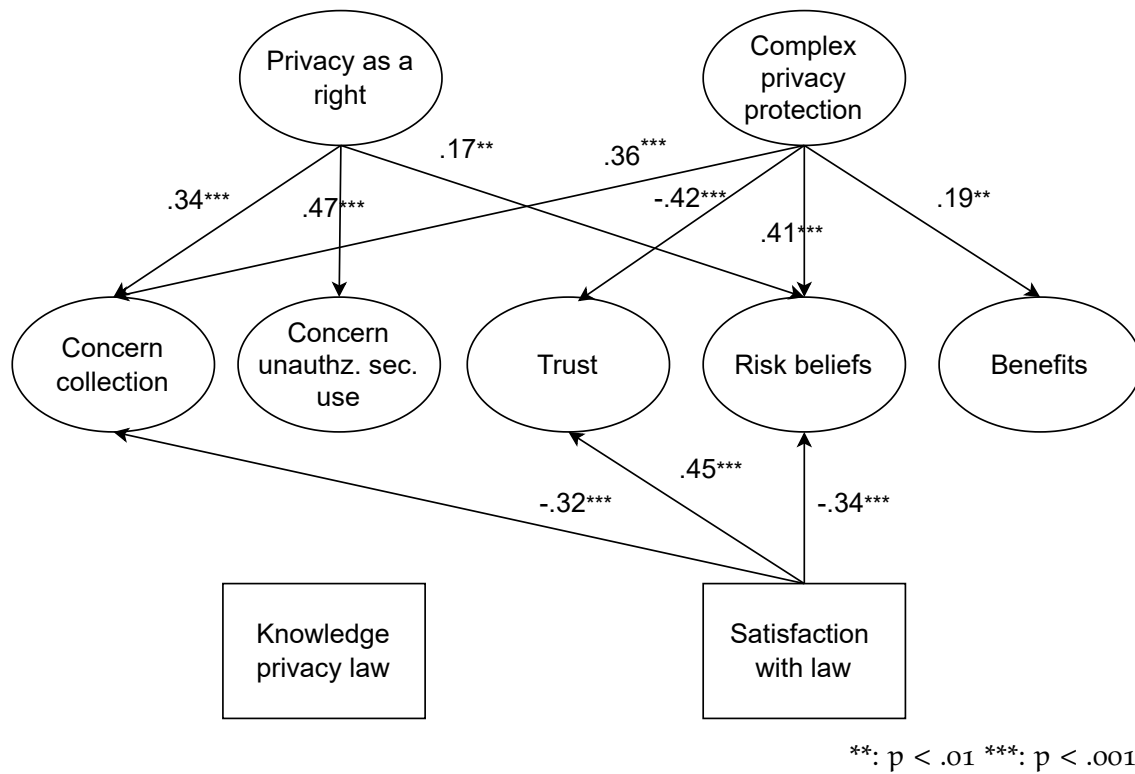 Privacy as a
right
Complex
privacy
protection
.17**
.36***
.34***
.47***
-.42***
.19**
.41***
Concern
collection
Concern
unauthz. sec.
use
Trust
Risk beliefs
Benefits
.45***
-.32***
-.34***
Knowledge
privacy law
Satisfaction
with law
**: p < .01 ***: p < .001